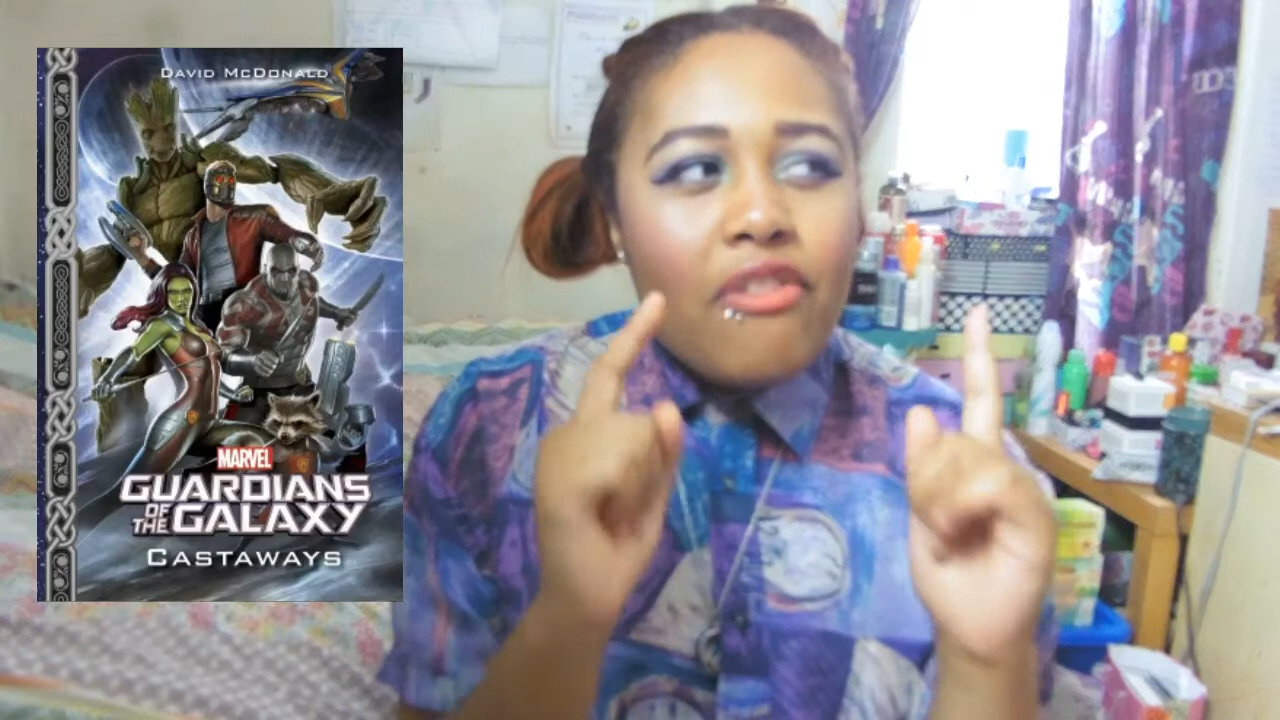 DAVID MCDONALD
MARVEL
GUARDIANS
OF THE GALAXY
CASTAWAYS